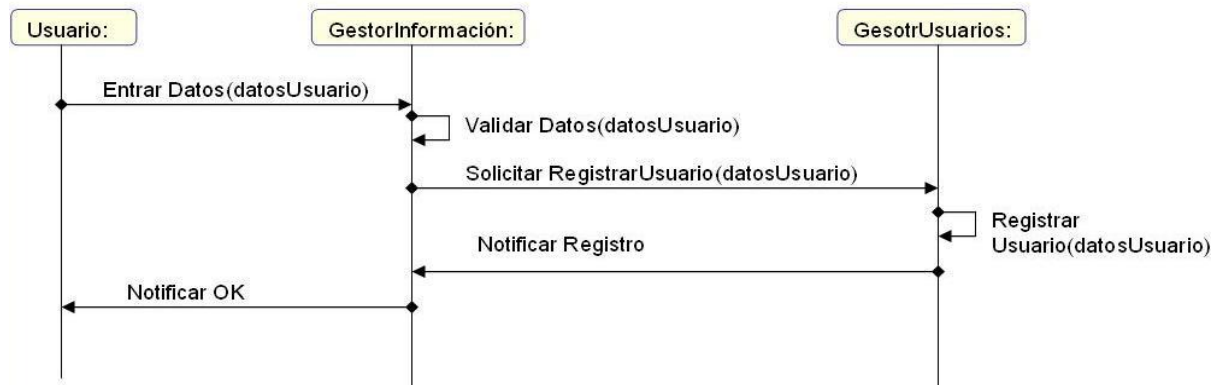 Usuario:
GestorInformación:
GesotrUsuarios:
Entrar Datos(datosUsuario)
Validar Datos(datosUsuario)
Solicitar RegistrarUsuario(datosUsuario)
Registrar
Usuario(datosUsuario)
Notificar Registro
Notificar OK